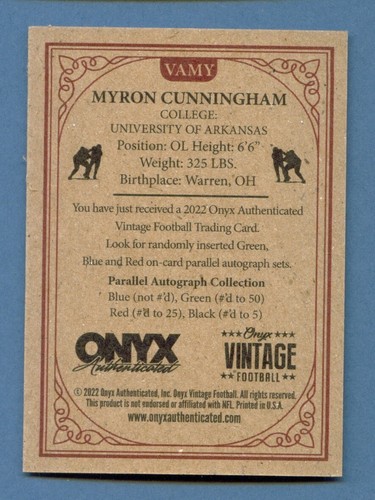 VAMY
MYRON CUNNINGHAM
COLLEGE:
UNIVERSITY OF ARKANSAS
Position: OL Height: 6'6"
Weight: 325 LBS.
Birthplace: Warren, OH
You have just received a 2022 Onyx Authenticated
Vintage Football Trading Card.
Look for randomly inserted Green,
Blue and Red on-card parallel autograph sets.
Parallel Autograph Collection
Blue (not #'d), Green (#'d to 50)
Red (#'d to 25), Black (#'d to 5)
ONYX
Authenticated
Onyx
VINTAGE
FOOTBALL
© 2022 Onyx Authenticated, Inc. Onyx Vintage Football. All rights reserved.
This product is not endorsed or affiliated with NFL. Printed in U.S.A.
www.onyxauthenticated.com